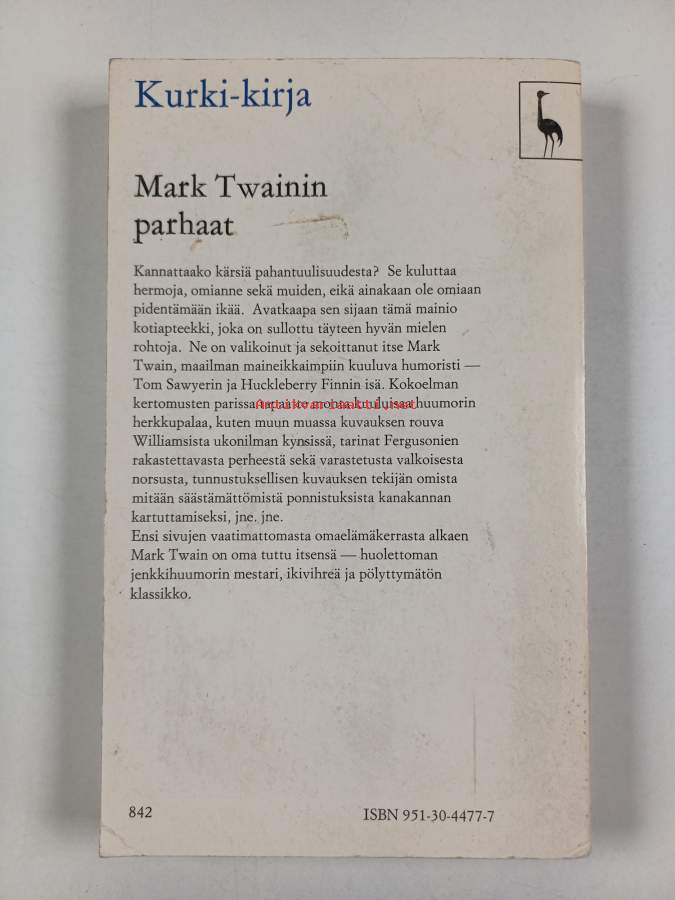 Kurki-kirja
Mark Twainin
parhaat
Kannattaako kärsiä pahantuulisuudesta? Se kuluttaa
hermoja, omianne sekä muiden, eikä ainakaan ole omiaan
pidentämään ikää. Avatkaapa sen sijaan tämä mainio
kotiapteekki, joka on sullottu täyteen hyvän mielen
rohtoja. Ne on valikoinut ja sekoittanut itse Mark
Twain, maailman maineikkaimpiin kuuluva humoristi —
Tom Sawyerin ja Huckleberry Finnin isä. Kokoelman
kertomusten parissa tapaatte monta kuuluisaa huumorin
Antikvariaatti.net
herkkupalaa, kuten muun muassa kuvauksen rouva
Williamsista ukonilman kynsissä, tarinat Fergusonien
rakastettavasta perheestä sekä varastetusta valkoisesta
norsusta, tunnustuksellisen kuvauksen tekijän omista
mitään säästämättömistä ponnistuksista kanakannan
kartuttamiseksi, jne. jne.
Ensi sivujen vaatimattomasta omaelämäkerrasta alkaen
Mark Twain on oma tuttu itsensä — huolettoman
jenkkihuumorin mestari, ikivihreä ja pölyttymätön
klassikko.
842
ISBN 951-30-4477-7